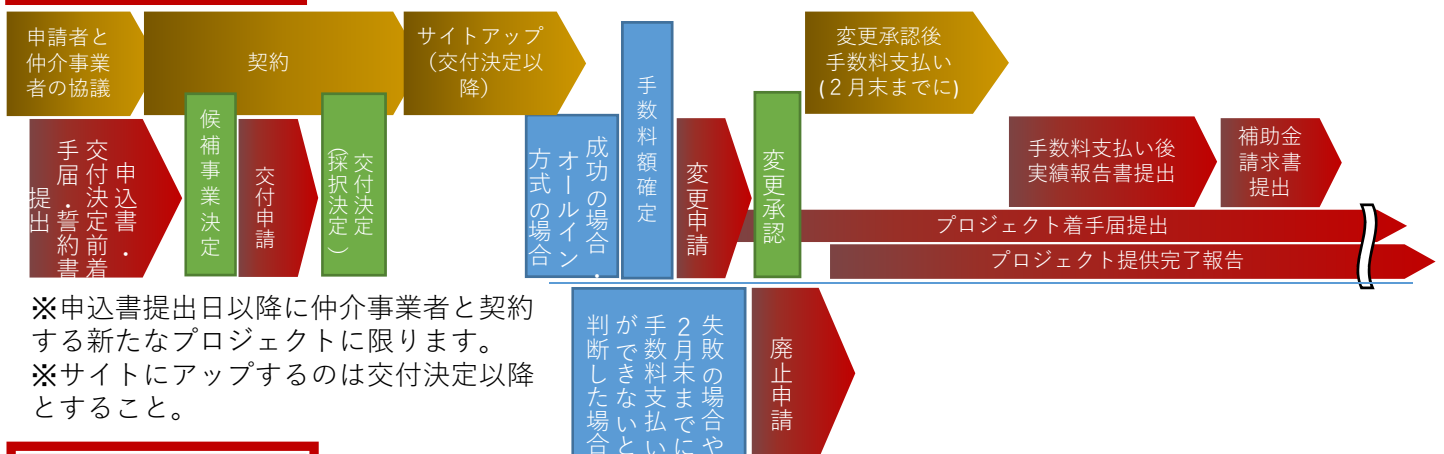 申請者と
仲介事業
者の協議
契約
サイトアップ
（交付決定以
降）
変更承認後
手数料支払い
(２月末までに)
申込書・
交付決定前着
手届・誓約書
提出
候補事業決定
交付申請
交付決定
(採択決定)
成功の場合・
オールイン
方式の場合
手数料額確定
変更申請
変更承認
手数料支払い後
実績報告書提出
補助金
請求書
提出
プロジェクト着手届提出
プロジェクト提供完了報告
※申込書提出日以降に仲介事業者と契約
する新たなプロジェクトに限ります。
※サイトにアップするのは交付決定以降
とすること。
失敗の場合や
２月末までに
手数料支払い
ができないと
判断した場合
廃止申請